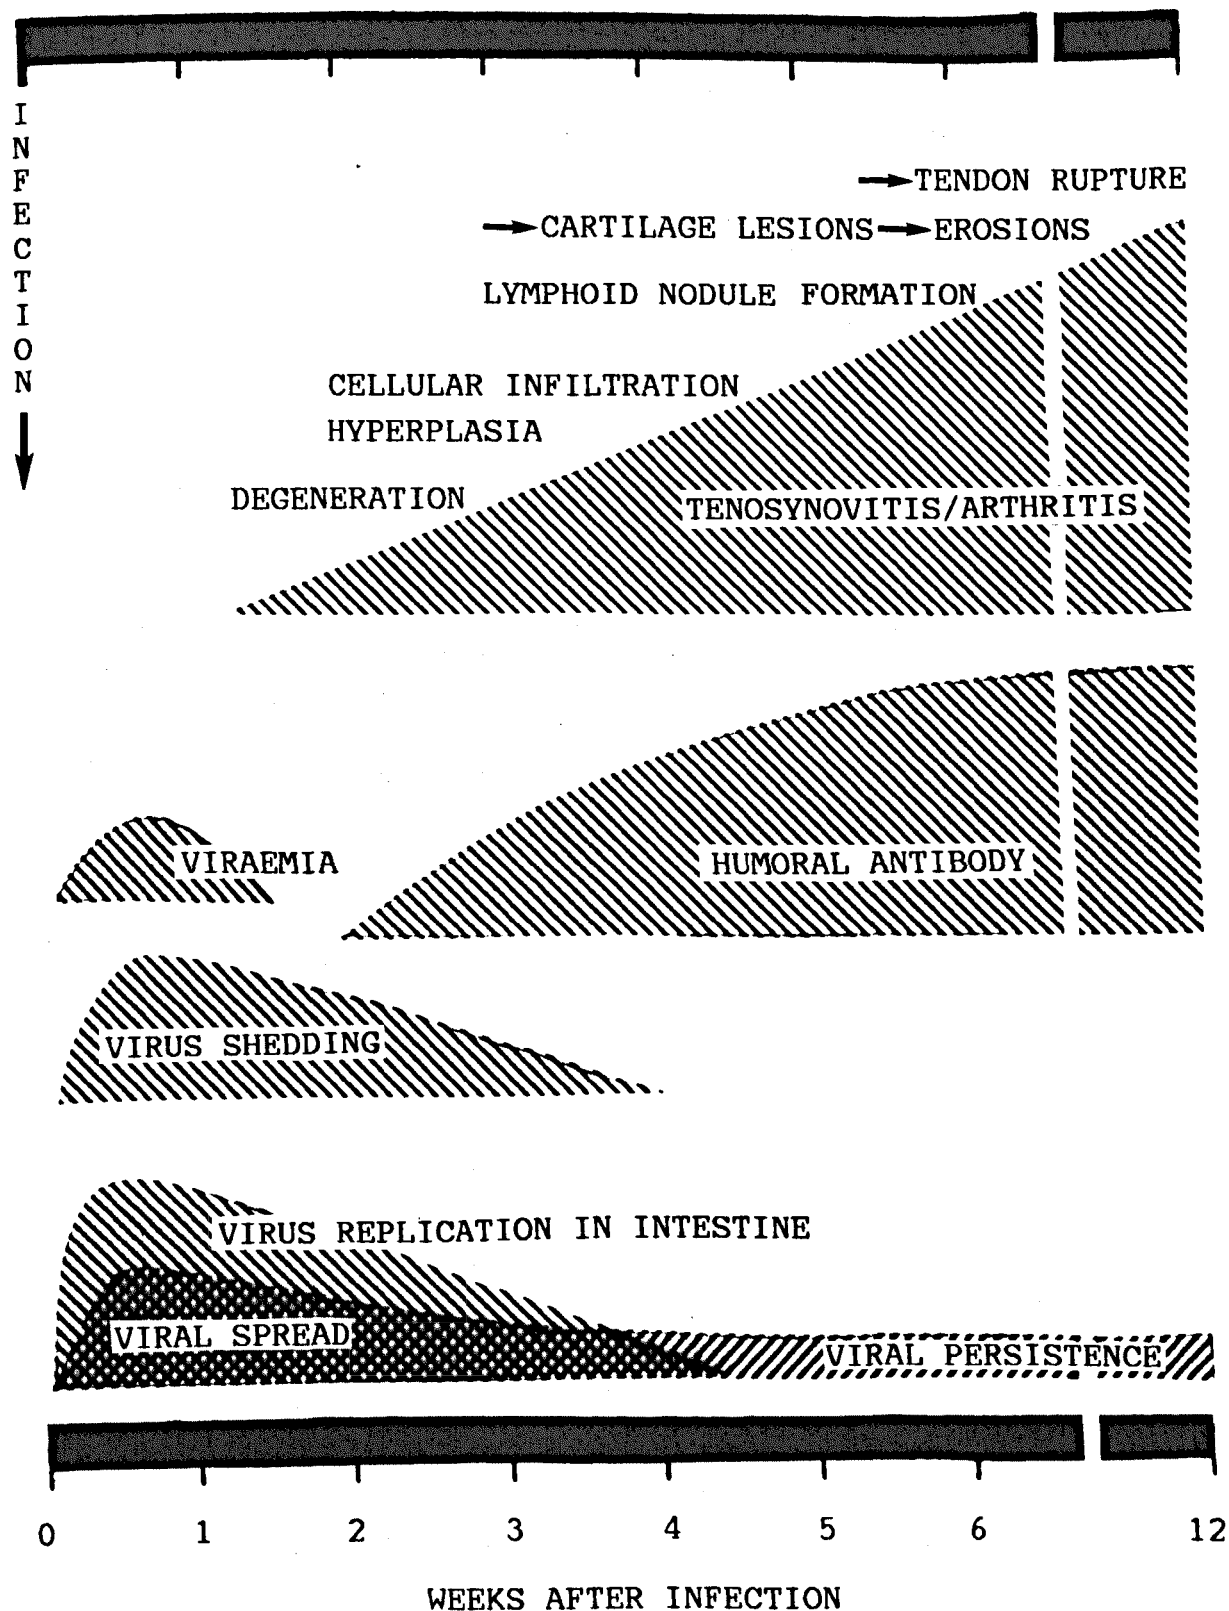 INFECTION
TENDON RUPTURE
CARTILAGE LESIONS EROSIONS
LYMPHOID NODULE FORMATION
CELLULAR INFILTRATION
HYPERPLASIA
DEGENERATION
TENOSYNOVITIS/ARTHRITIS
VIRAEMIA
HUMORAL ANTIBODY
VIRUS SHEDDING
VIRUS REPLICATION IN INTESTINE
VIRAL SPREAD
VIRAL PERSISTENCE
0 1 2 3 4 5 6 12
WEEKS AFTER INFECTION